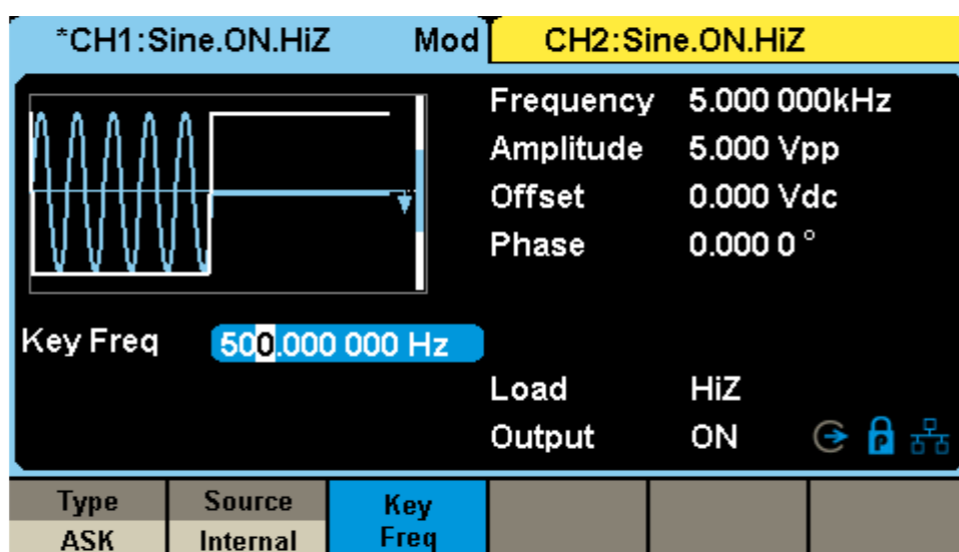 *CH1:Sine.ON.HiZ Mod CH2:Sine.ON.HiZ
Frequency 5.000 000kHz
Amplitude 5.000 Vpp
Offset 0.000 Vdc
Phase 0.000 0 °
Key Freq 500.000 000 Hz
Load HiZ
Output ON P
Type Source Key Freq
ASK Internal